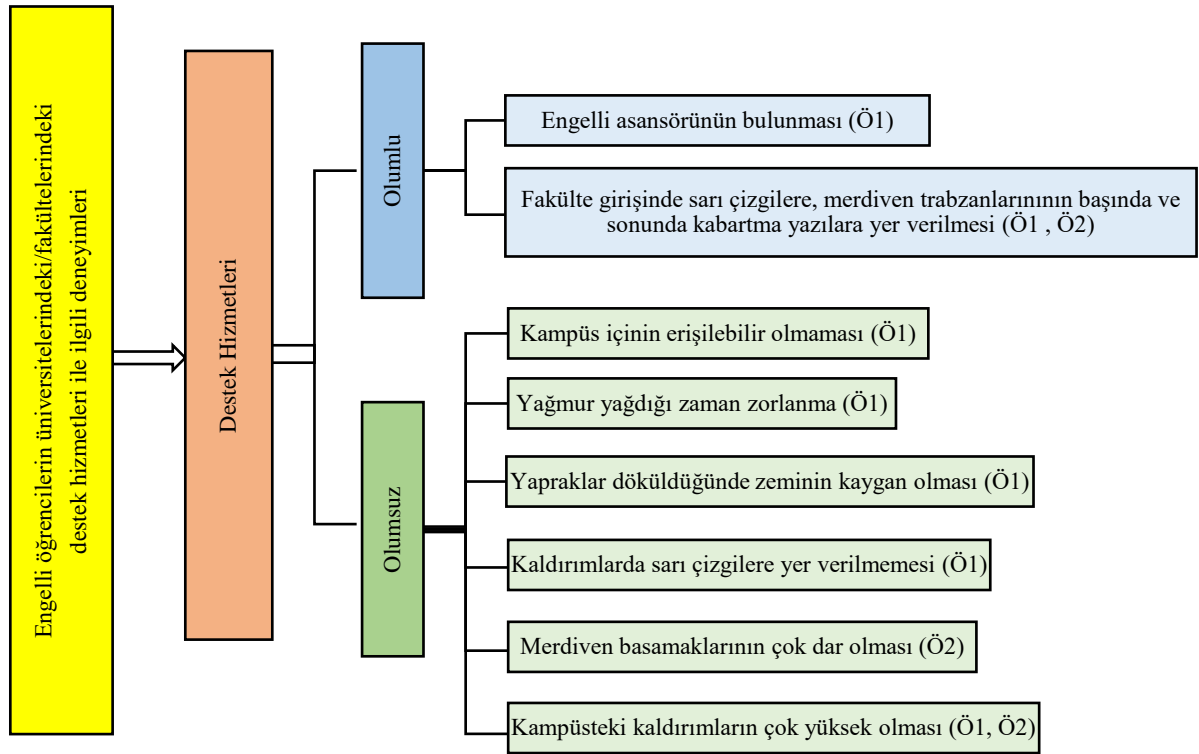 Engelli öğrencilerin üniversitelerindeki/fakültelerindeki
destek hizmetleri ile ilgili deneyimleri
Destek Hizmetleri
Olumlu
Engelli asansörünün bulunması (Ö1)
Fakülte girişinde sarı çizgilere, merdiven trabzanlarınının başında ve
sonunda kabartma yazılara yer verilmesi (Ö1 , Ö2)
Olumsuz
Kampüs içinin erişilebilir olmaması (Ö1)
Yağmur yağdığı zaman zorlanma (Ö1)
Yapraklar döküldüğünde zeminin kaygan olması (Ö1)
Kaldırımlarda sarı çizgilere yer verilmemesi (Ö1)
Merdiven basamaklarının çok dar olması (Ö2)
Kampüsteki kaldırımların çok yüksek olması (Ö1, Ö2)